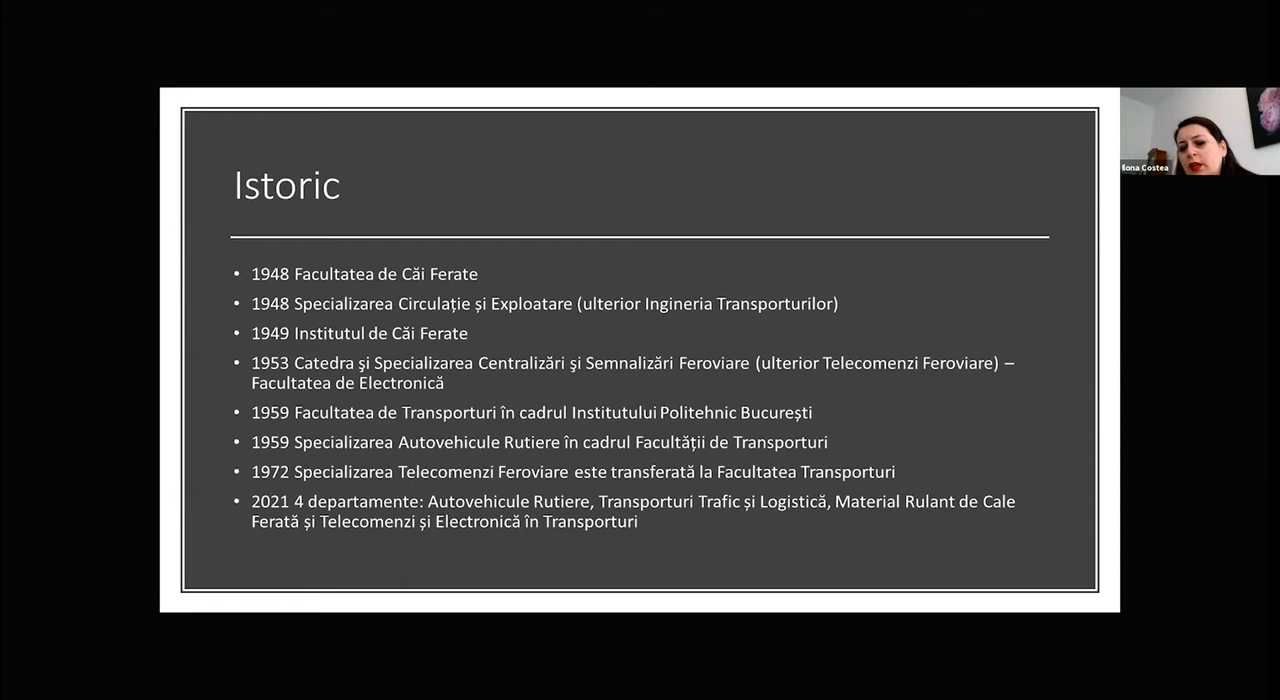 Istoric
• 1948 Facultatea de Căi Ferate
• 1948 Specializarea Circulație și Exploatare (ulterior Ingineria Transporturilor)
• 1949 Institutul de Căi Ferate
• 1953 Catedra şi Specializarea Centralizări şi Semnalizări Feroviare (ulterior Telecomenzi Feroviare) –
Facultatea de Electronică
• 1959 Facultatea de Transporturi în cadrul Institutului Politehnic București
• 1959 Specializarea Autovehicule Rutiere în cadrul Facultății de Transporturi
• 1972 Specializarea Telecomenzi Feroviare este transferată la Facultatea Transporturi
• 2021 4 departamente: Autovehicule Rutiere, Transporturi Trafic și Logistică, Material Rulant de Cale
Ferată și Telecomenzi și Electronică în Transporturi
Ilona Costea